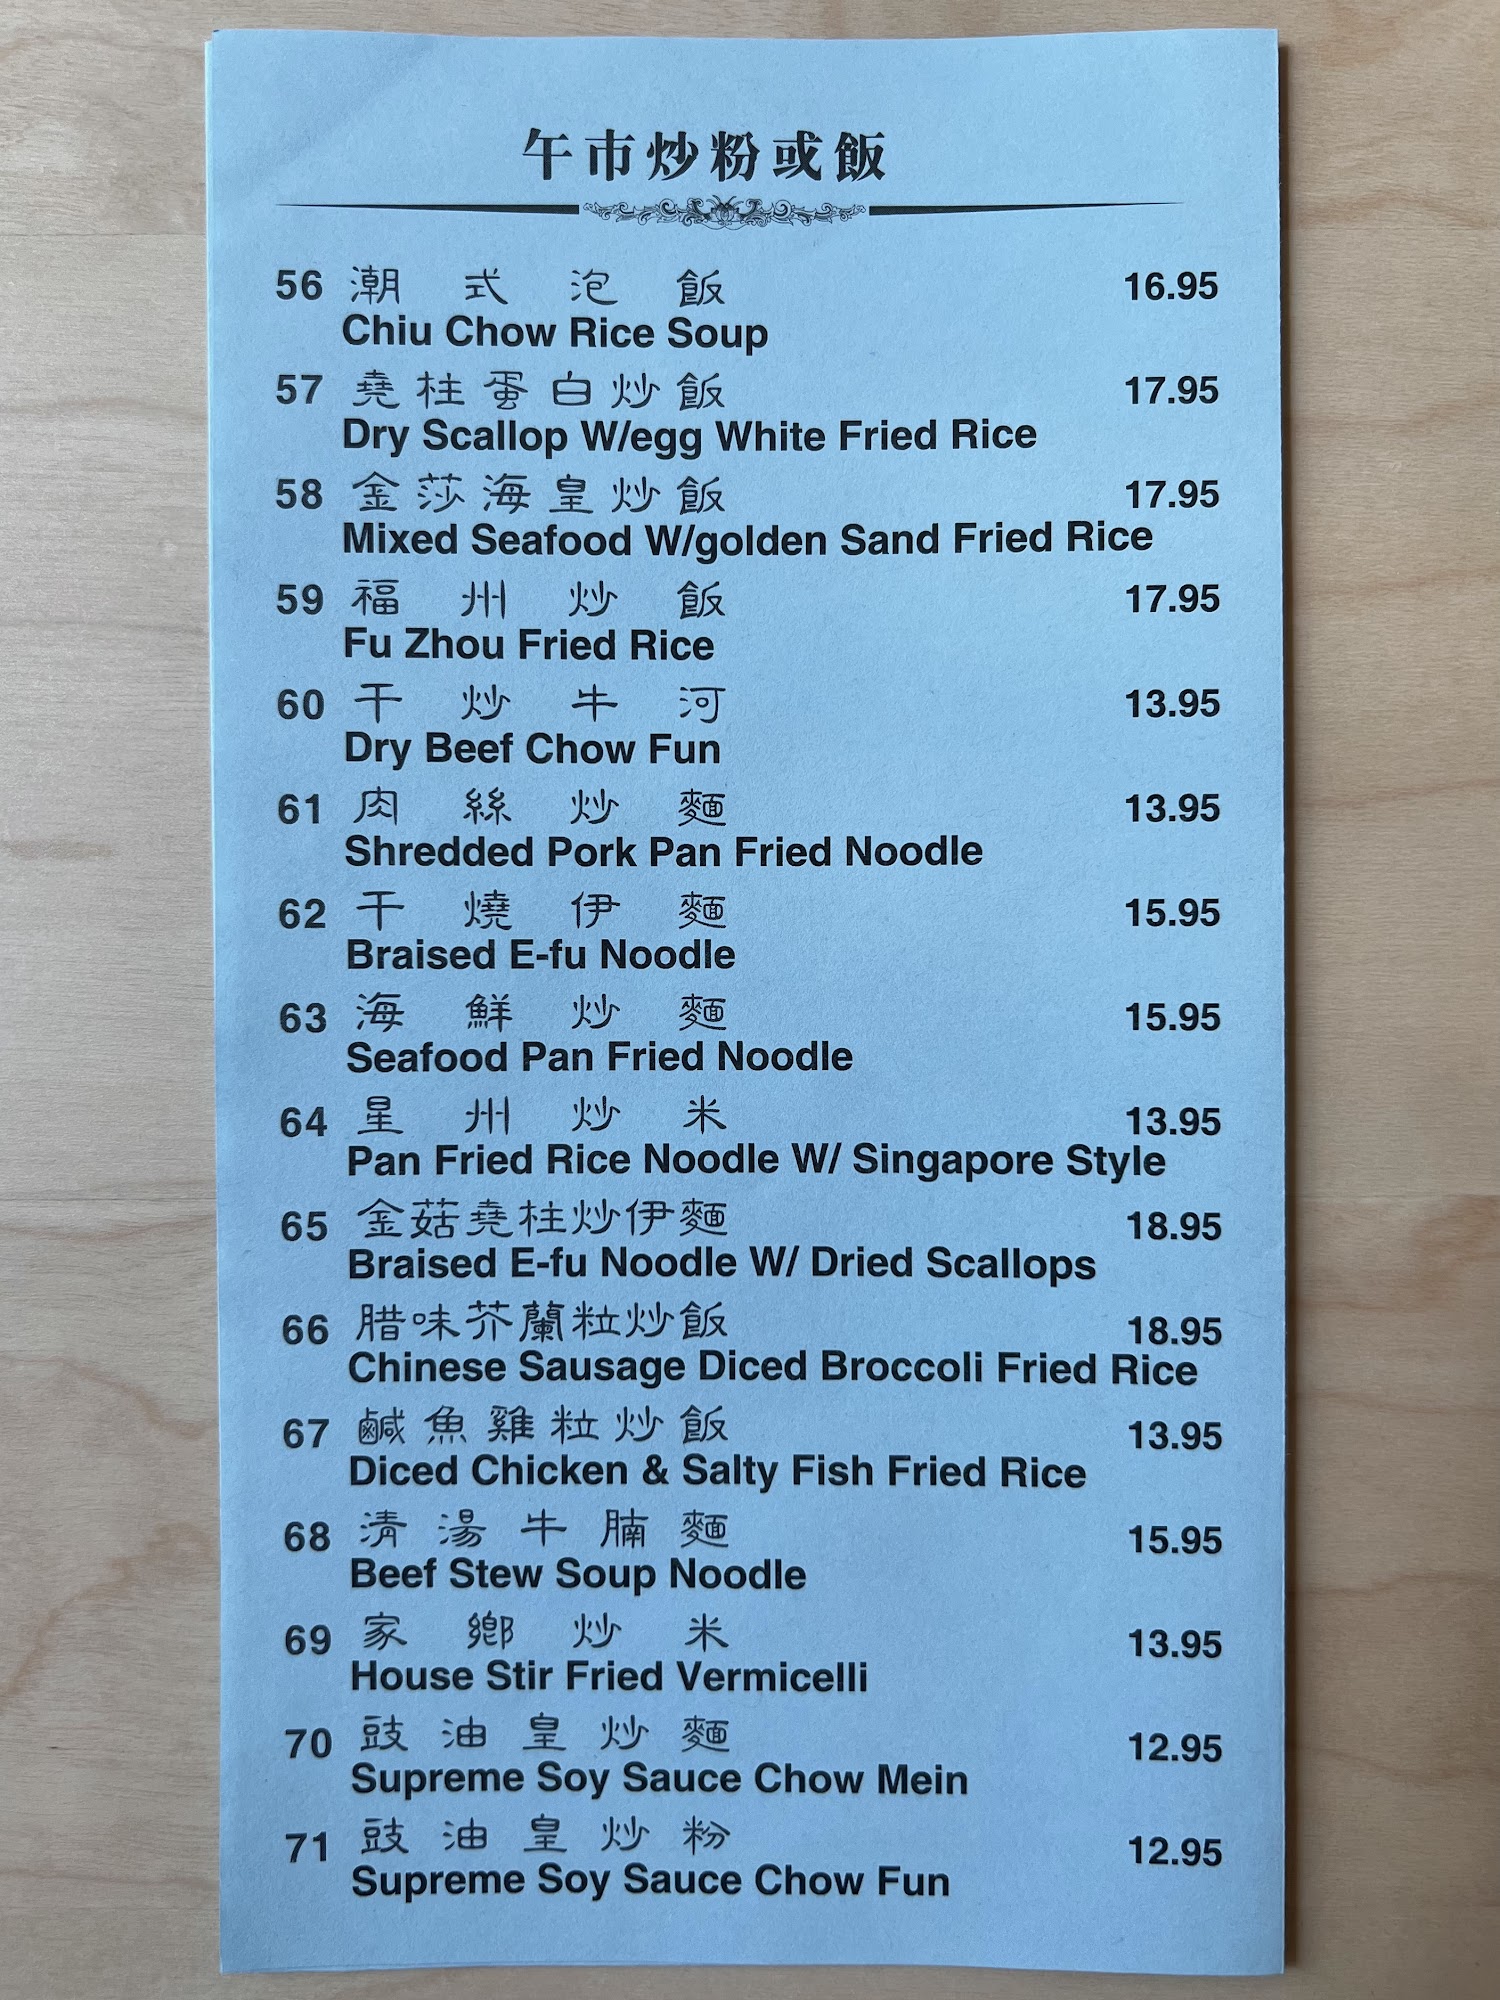 午市炒粉或飯
56 潮式泡飯 16.95
Chiu Chow Rice Soup
57 堯柱蛋白炒飯 17.95
Dry Scallop W/egg White Fried Rice
58 金莎海皇炒飯 17.95
Mixed Seafood W/golden Sand Fried Rice
59 福州炒飯 17.95
Fu Zhou Fried Rice
60 干炒牛河 13.95
Dry Beef Chow Fun
61 肉絲炒麵 13.95
Shredded Pork Pan Fried Noodle
62 干燒伊麵 15.95
Braised E-fu Noodle
63 海鮮炒麵 15.95
Seafood Pan Fried Noodle
64 星州炒米 13.95
Pan Fried Rice Noodle W/ Singapore Style
65 金菇堯柱炒伊麵 18.95
Braised E-fu Noodle W/ Dried Scallops
66 腊味芥蘭粒炒飯 18.95
Chinese Sausage Diced Broccoli Fried Rice
67 鹹魚雞粒炒飯 13.95
Diced Chicken & Salty Fish Fried Rice
68 清湯牛腩麵 15.95
Beef Stew Soup Noodle
69 家鄉炒米 13.95
House Stir Fried Vermicelli
70 豉油皇炒麵 12.95
Supreme Soy Sauce Chow Mein
71 豉油皇炒粉 12.95
Supreme Soy Sauce Chow Fun